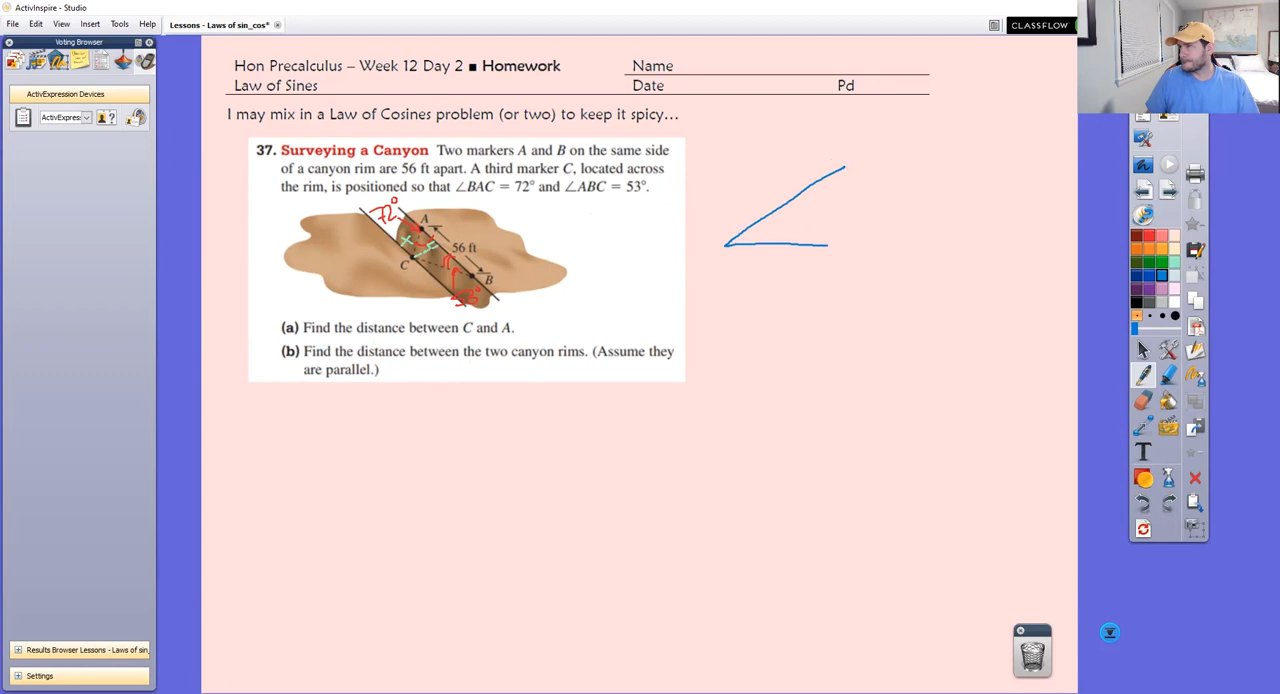 ActivInspire - Studio
File Edit View Insert Tools Help
Lessons - Laws of sin_cos*
CLASSFLOW
Voting Browser
ActivExpression Devices
ActivExpress
Hon Precalculus – Week 12 Day 2 ■ Homework
Name
Law of Sines
Date
Pd
I may mix in a Law of Cosines problem (or two) to keep it spicy…
37. Surveying a Canyon Two markers A and B on the same side
of a canyon rim are 56 ft apart. A third marker C, located across
the rim, is positioned so that ∠BAC = 72° and ∠ABC = 53°.
72°
A
56 ft
x
C
B
53°
(a) Find the distance between C and A.
(b) Find the distance between the two canyon rims. (Assume they
are parallel.)
T
Results Browser Lessons - Laws of sin_
Settings